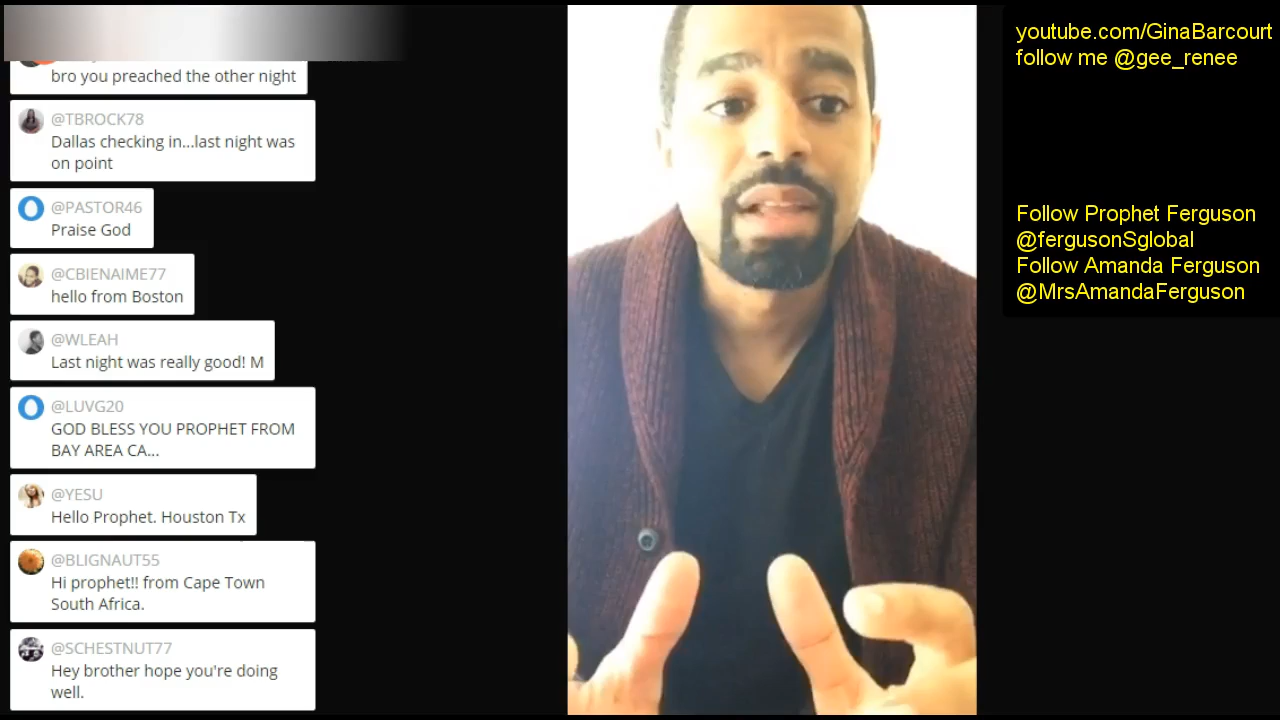 bro you preached the other night
@TBROCK78
Dallas checking in...last night was
on point
@PASTOR46
Praise God
@CBIENAIME77
hello from Boston
@WLEAH
Last night was really good! M
@LUVG20
GOD BLESS YOU PROPHET FROM
BAY AREA CA...
@YESU
Hello Prophet. Houston Tx
@BLIGNAUT55
Hi prophet!! from Cape Town
South Africa.
@SCHESTNUT77
Hey brother hope you're doing
well.
youtube.com/GinaBarcourt
follow me @gee_renee
Follow Prophet Ferguson
@fergusonSglobal
Follow Amanda Ferguson
@MrsAmandaFerguson